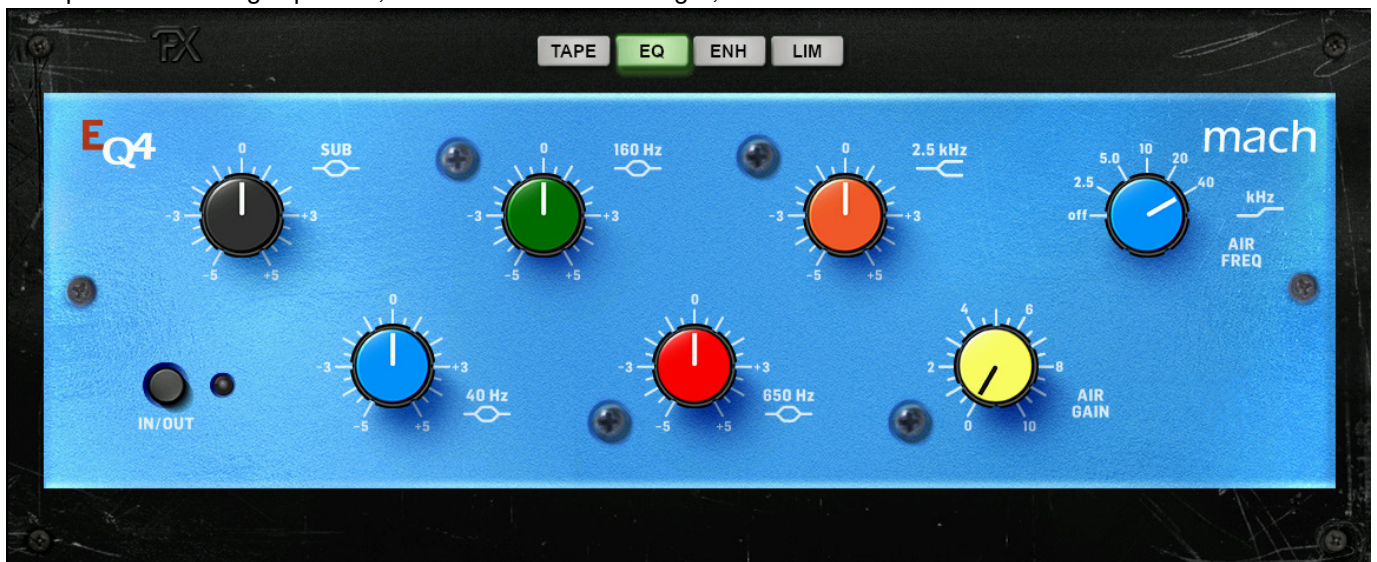 FX
TAPE EQ ENH LIM
EQ4
mach
0
SUB
-3 +3
-5 +5
0
160 Hz
-3 +3
-5 +5
0
2.5 kHz
-3 +3
-5 +5
off 2.5 5.0 10 20 40
kHz
AIR
FREQ
IN/OUT
0
-3 +3
40 Hz
-5 +5
0
-3 +3
650 Hz
-5 +5
0 2 4 6 8 10
AIR
GAIN